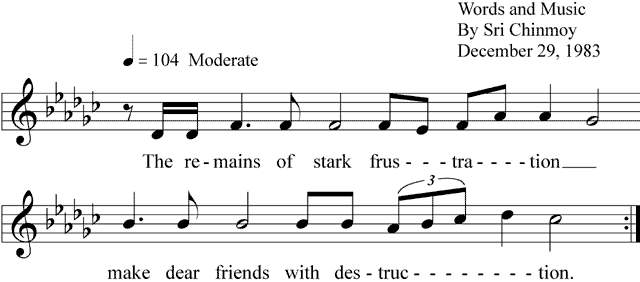 Words and Music
By Sri Chinmoy
December 29, 1983
♩ = 104 Moderate
The re-mains of stark frus----tra-----tion____
3
make dear friends with des-truc----------tion.